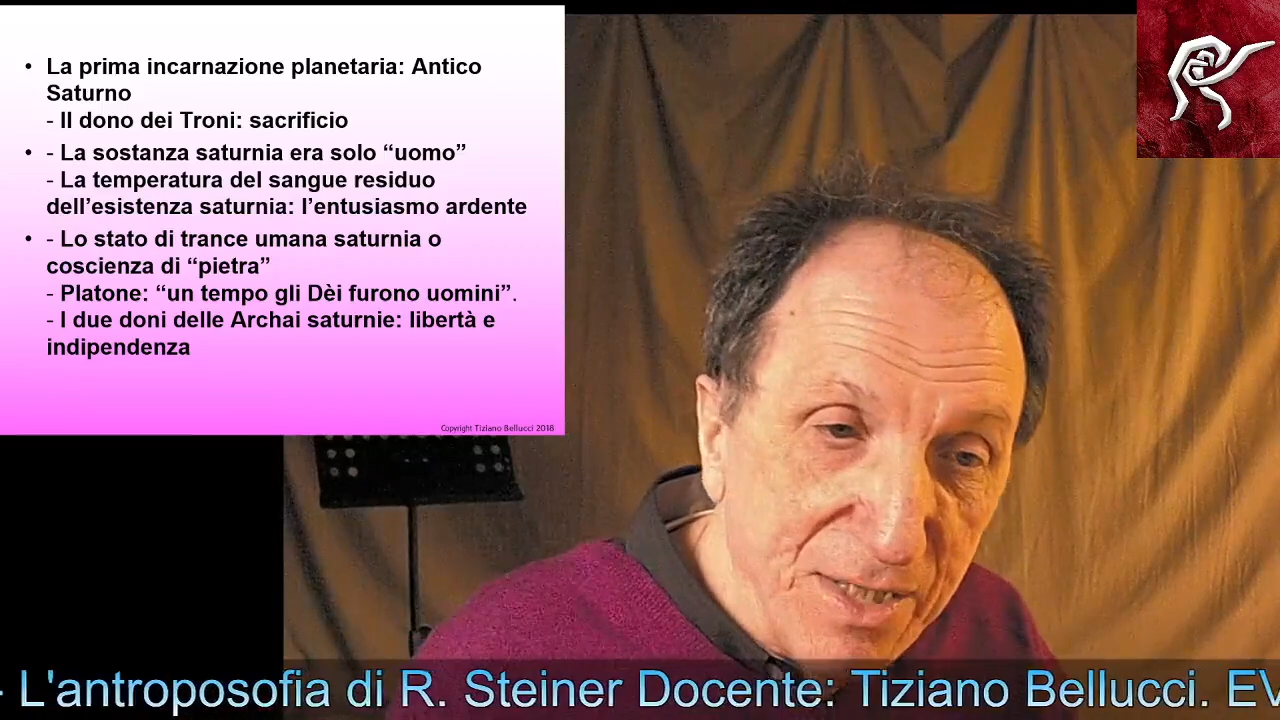 • La prima incarnazione planetaria: Antico
Saturno
- Il dono dei Troni: sacrificio
• - La sostanza saturnia era solo “uomo”
- La temperatura del sangue residuo
dell’esistenza saturnia: l’entusiasmo ardente
• - Lo stato di trance umana saturnia o
coscienza di “pietra”
- Platone: “un tempo gli Dèi furono uomini”.
- I due doni delle Archai saturnie: libertà e
indipendenza
Copyright Tiziano Bellucci 2018
- L'antroposofia di R. Steiner Docente: Tiziano Bellucci. EV